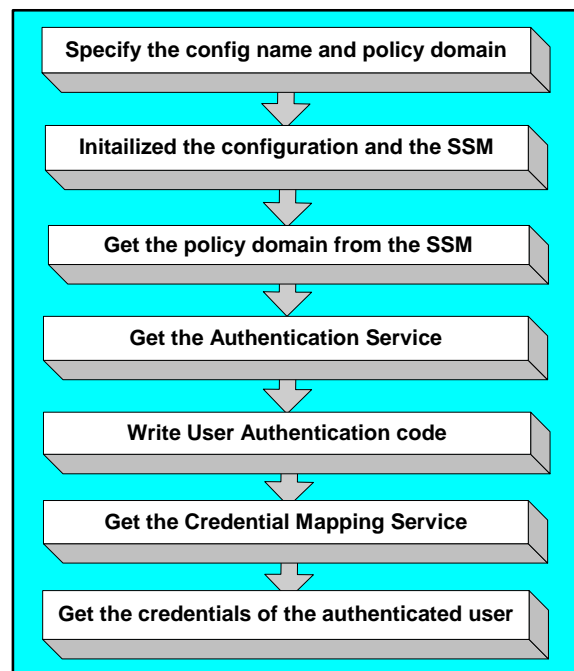 Specify the config name and policy domain
Initailized the configuration and the SSM
Get the policy domain from the SSM
Get the Authentication Service
Write User Authentication code
Get the Credential Mapping Service
Get the credentials of the authenticated user